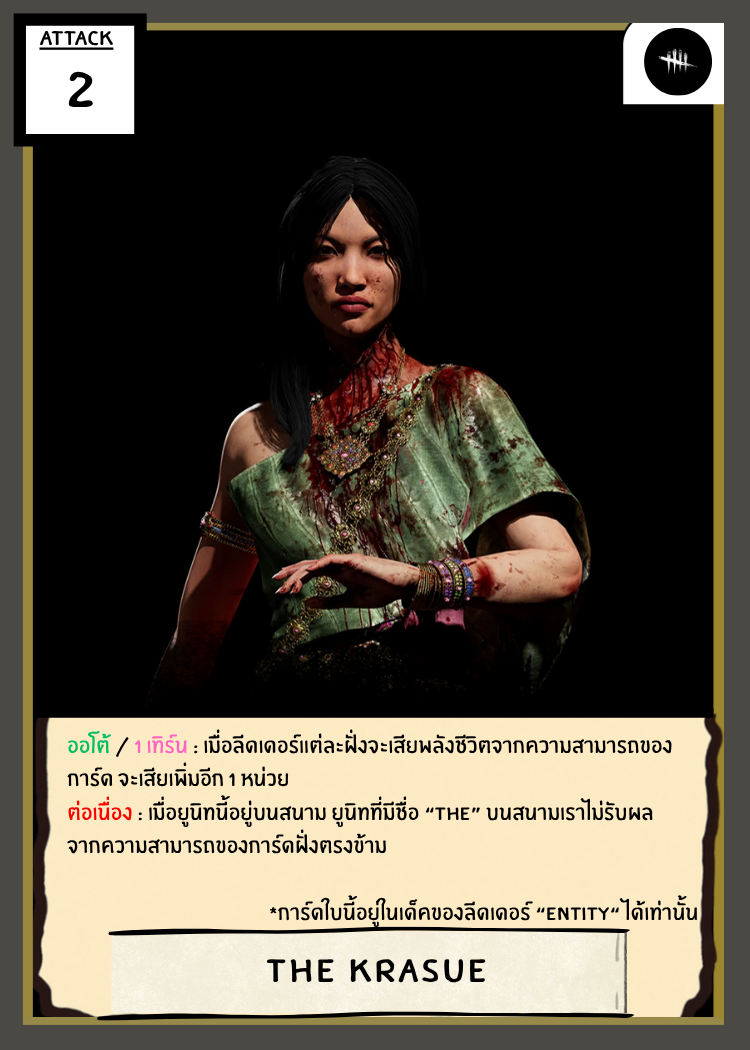 ATTACK
2
ออโต้ / 1 เทิร์น : เมื่อลีดเดอร์แต่ละฝั่งจะเสียพลังชีวิตจากความสามารถของ
การ์ด จะเสียเพิ่มอีก 1 หน่วย
ต่อเนื่อง : เมื่อยูนิทนี้อยู่บนสนาม ยูนิทที่มีชื่อ “THE” บนสนามเราไม่รับผล
จากความสามารถของการ์ดฝั่งตรงข้าม
*การ์ดใบนี้อยู่ในเด็คของลีดเดอร์ “ENTITY“ ได้เท่านั้น
THE KRASUE